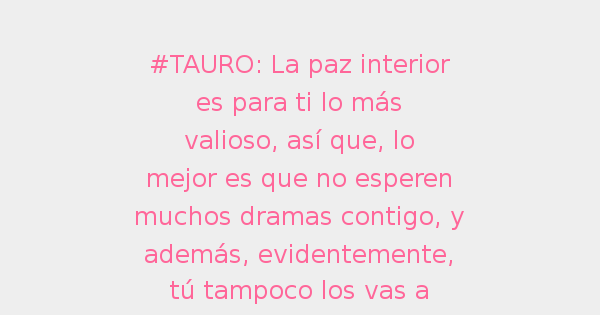 #TAURO: La paz interior
es para ti lo más
valioso, así que, lo
mejor es que no esperen
muchos dramas contigo, y
además, evidentemente,
tú tampoco los vas a